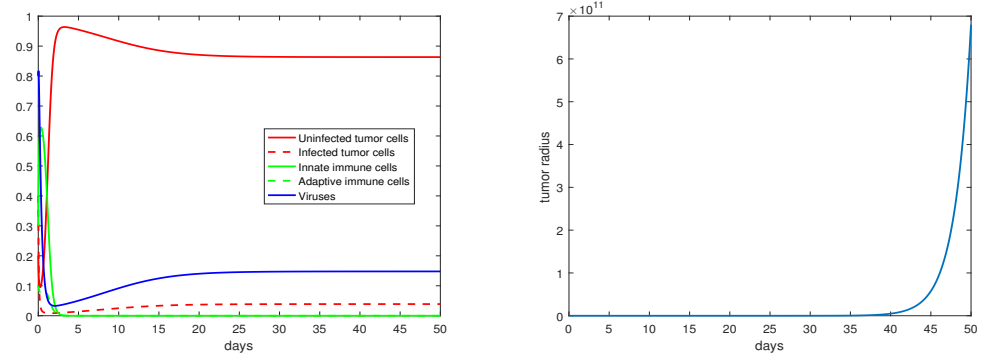 1
0.9
0.8
0.7
0.6
0.5
0.4
0.3
0.2
0.1
0
0 5 10 15 20 25 30 35 40 45 50
days
Uninfected tumor cells
Infected tumor cells
Innate immune cells
Adaptive immune cells
Viruses
×10¹¹
7
6
5
4
3
2
1
0
tumor radius
0 5 10 15 20 25 30 35 40 45 50
days